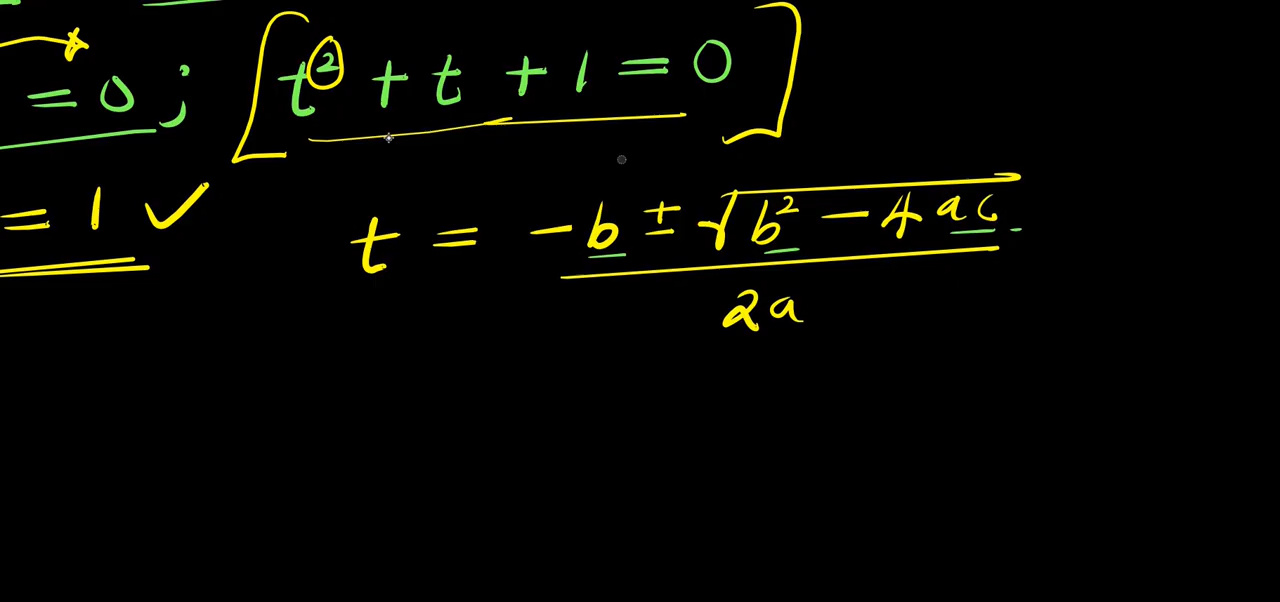 = 0 ; [ t² + t + 1 = 0 ]
= 1 ✓
t = -b ± √b² - 4ac
2a